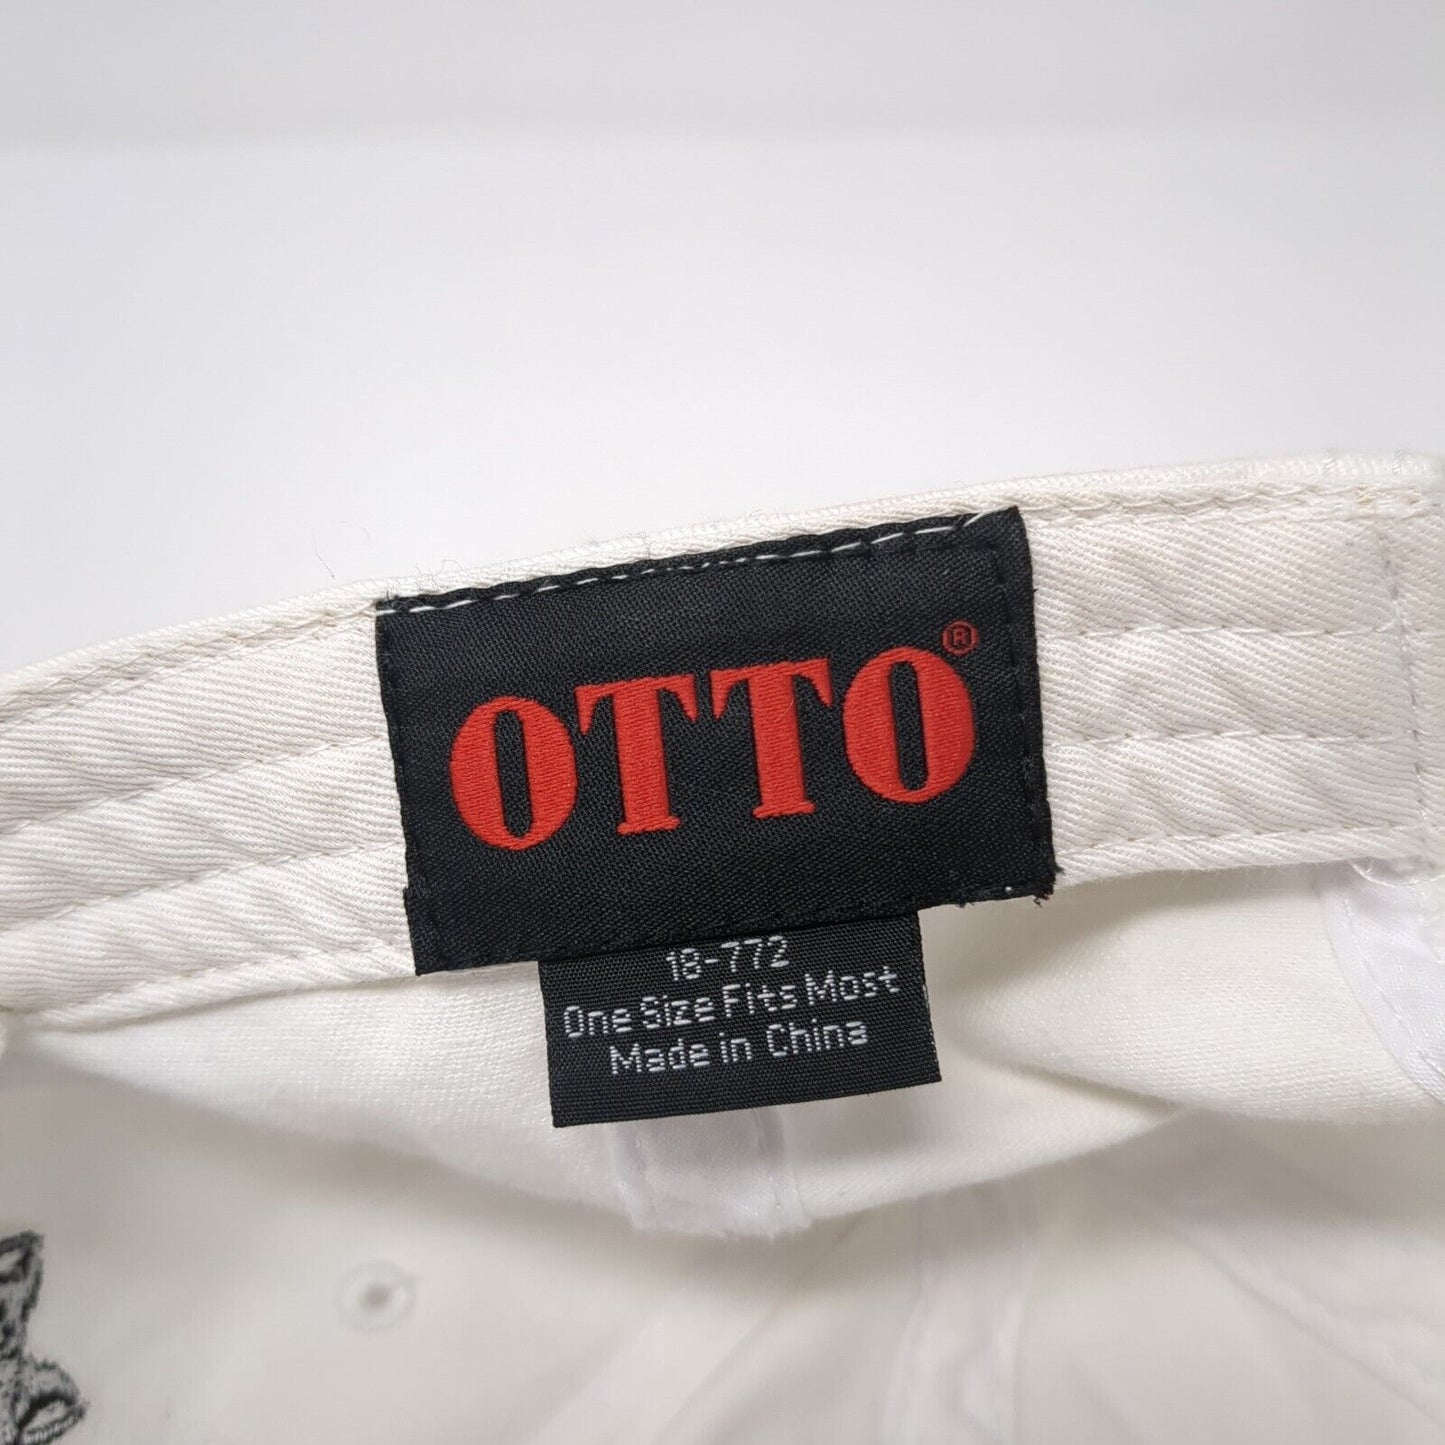 OTTO®
18-772
One Size Fits Most
Made in China